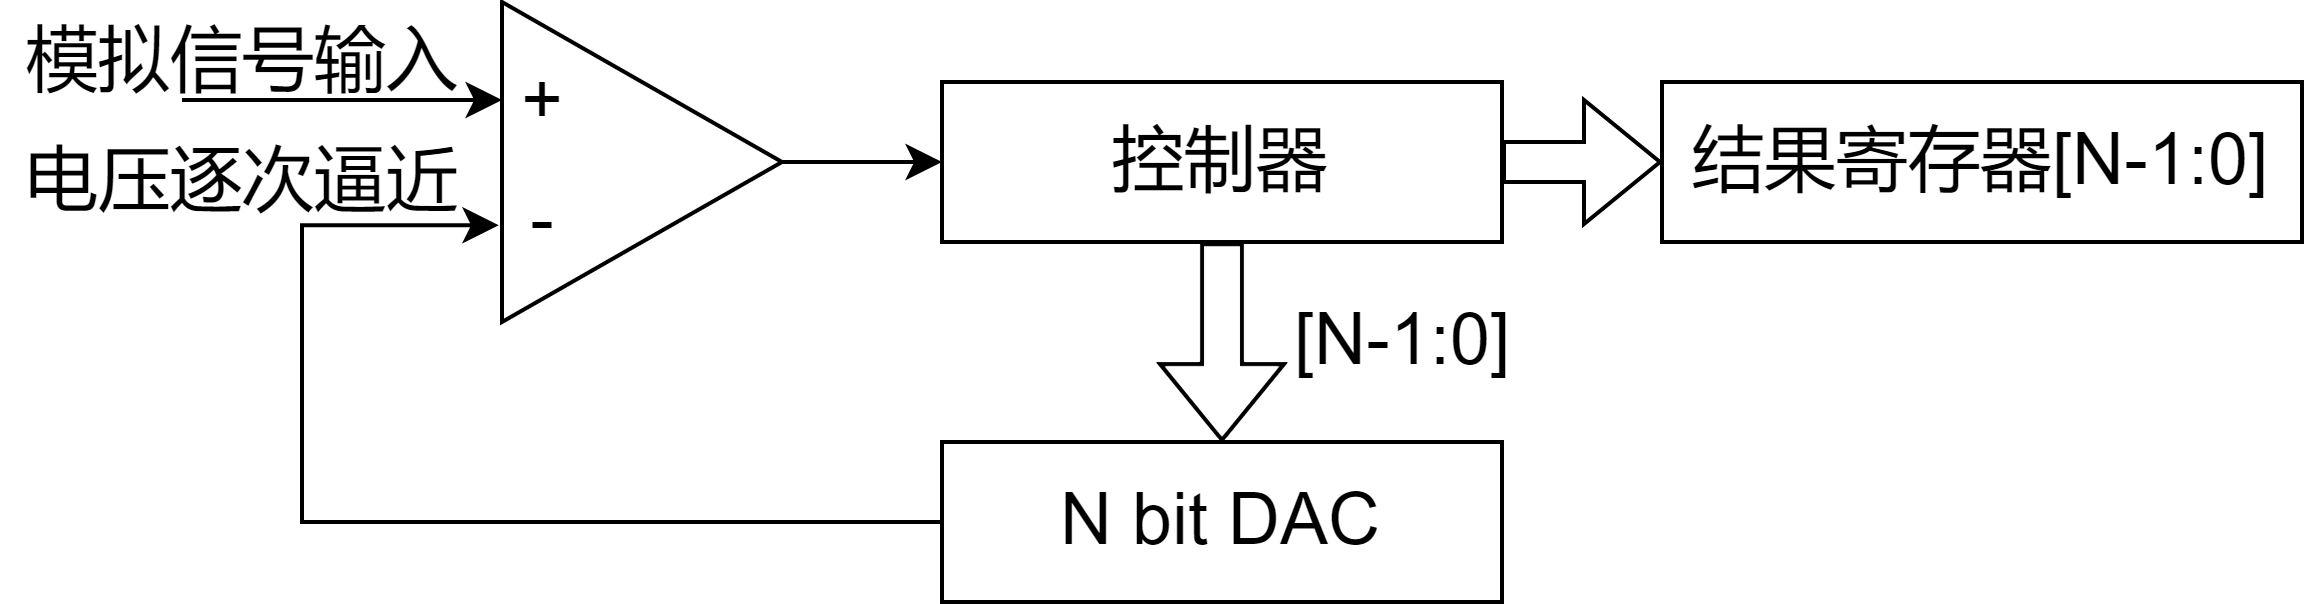 模拟信号输入
+
控制器
结果寄存器[N-1:0]
电压逐次逼近
-
[N-1:0]
N bit DAC